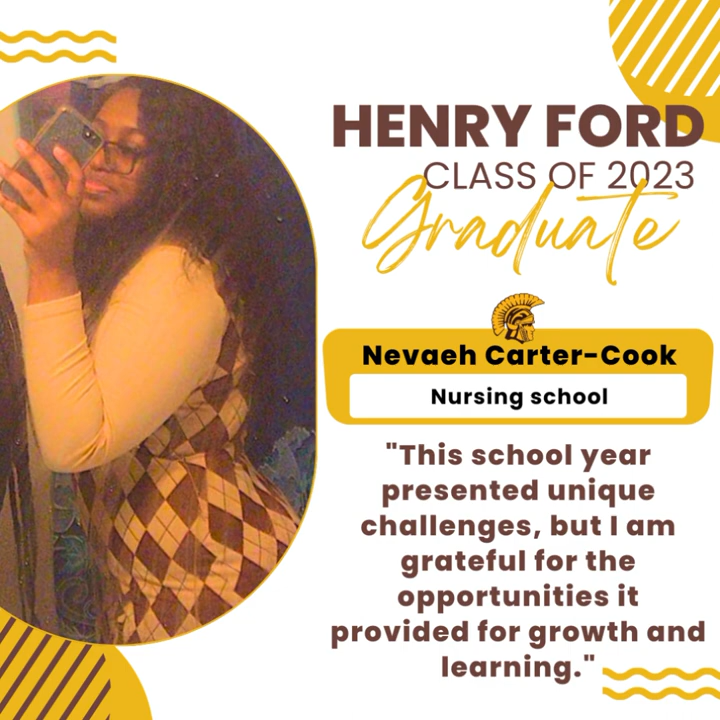 HENRY FORD
CLASS OF 2023
Graduate
Nevaeh Carter-Cook
Nursing school
"This school year
presented unique
challenges, but I am
grateful for the
opportunities it
provided for growth and
learning."